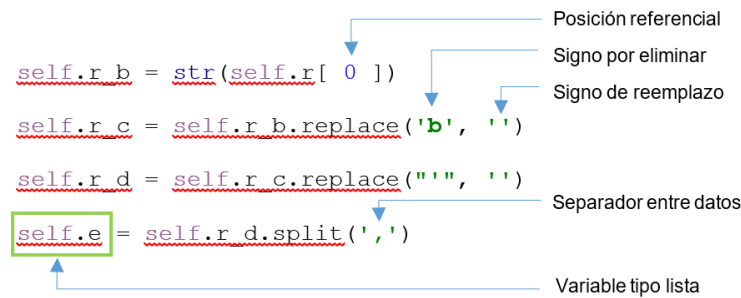 Posición referencial
Signo por eliminar
self.r_b = str(self.r[ 0 ])
Signo de reemplazo
self.r_c = self.r_b.replace('b', '')
self.r_d = self.r_c.replace("'", '')
Separador entre datos
self.e = self.r_d.split(',')
Variable tipo lista